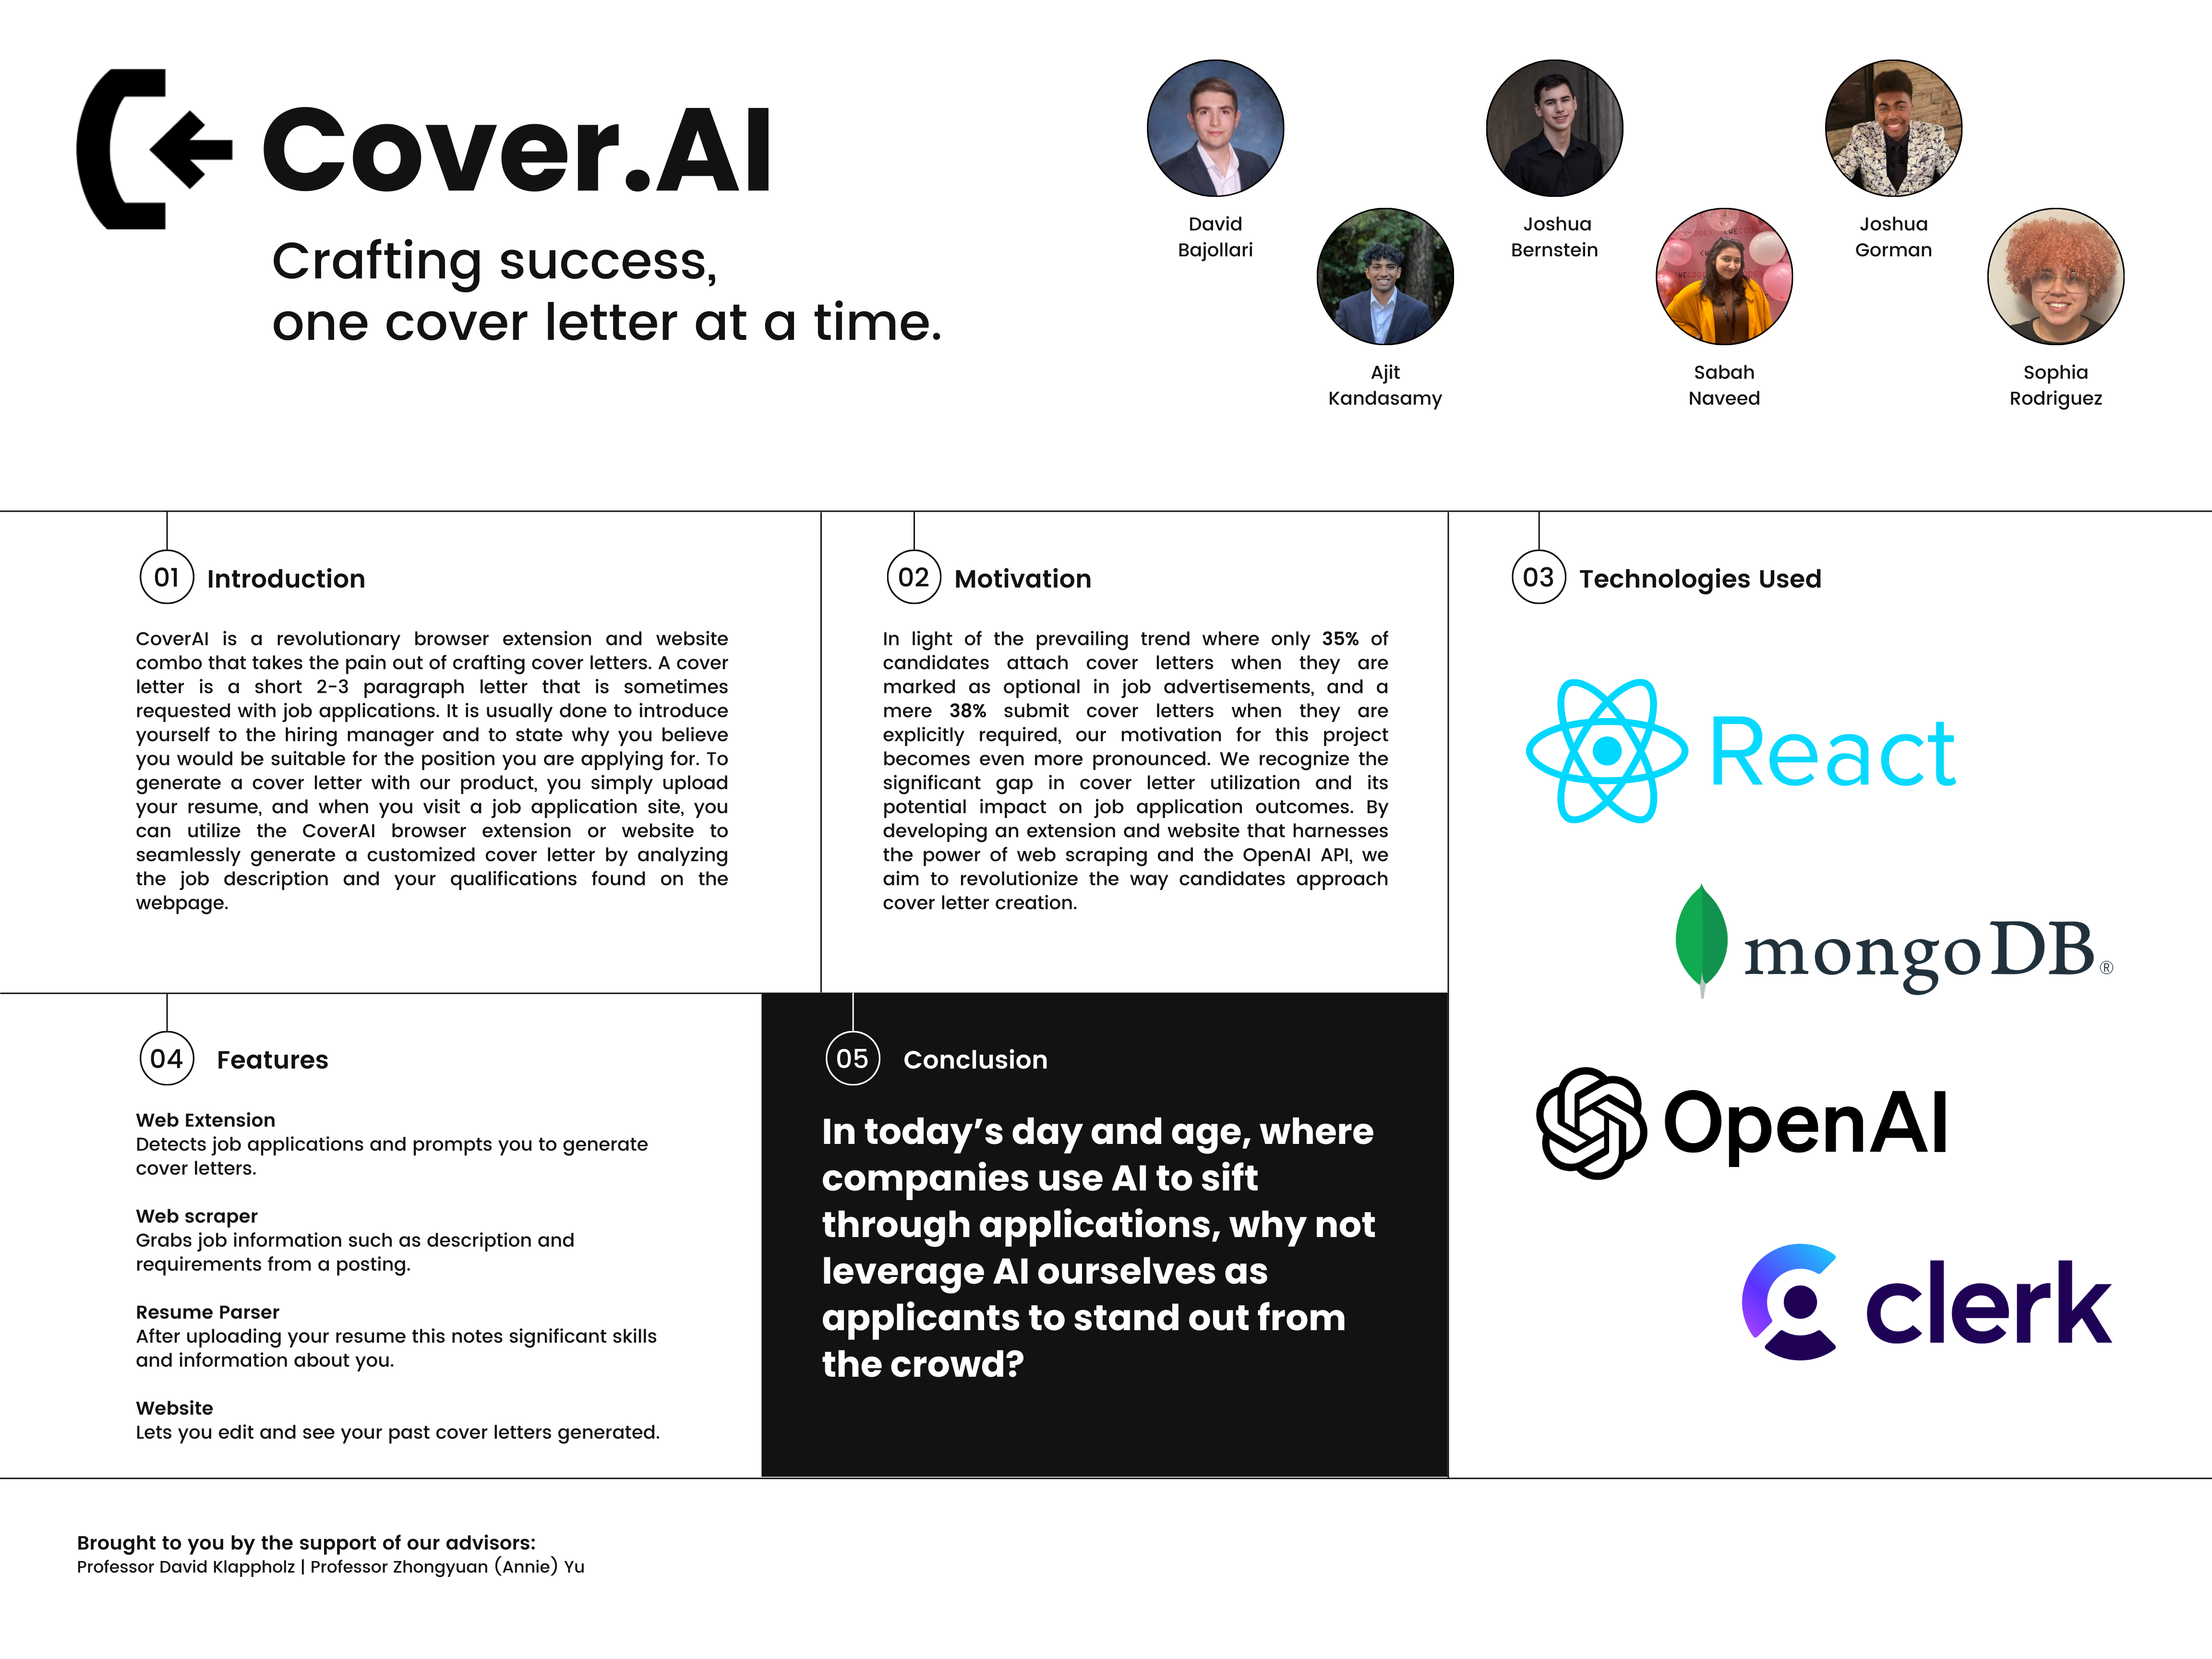 Cover.AI
Crafting success,
one cover letter at a time.
David
Bajollari
Joshua
Bernstein
Joshua
Gorman
Ajit
Kandasamy
Sabah
Naveed
Sophia
Rodriguez
01 Introduction
CoverAI is a revolutionary browser extension and website
combo that takes the pain out of crafting cover letters. A cover
letter is a short 2-3 paragraph letter that is sometimes
requested with job applications. It is usually done to introduce
yourself to the hiring manager and to state why you believe
you would be suitable for the position you are applying for. To
generate a cover letter with our product, you simply upload
your resume, and when you visit a job application site, you
can utilize the CoverAI browser extension or website to
seamlessly generate a customized cover letter by analyzing
the job description and your qualifications found on the
webpage.
02 Motivation
In light of the prevailing trend where only 35% of
candidates attach cover letters when they are
marked as optional in job advertisements, and a
mere 38% submit cover letters when they are
explicitly required, our motivation for this project
becomes even more pronounced. We recognize the
significant gap in cover letter utilization and its
potential impact on job application outcomes. By
developing an extension and website that harnesses
the power of web scraping and the OpenAI API, we
aim to revolutionize the way candidates approach
cover letter creation.
03 Technologies Used
React
mongoDB®
OpenAI
clerk
04 Features
Web Extension
Detects job applications and prompts you to generate
cover letters.
Web scraper
Grabs job information such as description and
requirements from a posting.
Resume Parser
After uploading your resume this notes significant skills
and information about you.
Website
Lets you edit and see your past cover letters generated.
05 Conclusion
In today's day and age, where
companies use AI to sift
through applications, why not
leverage AI ourselves as
applicants to stand out from
the crowd?
Brought to you by the support of our advisors:
Professor David Klappholz | Professor Zhongyuan (Annie) Yu